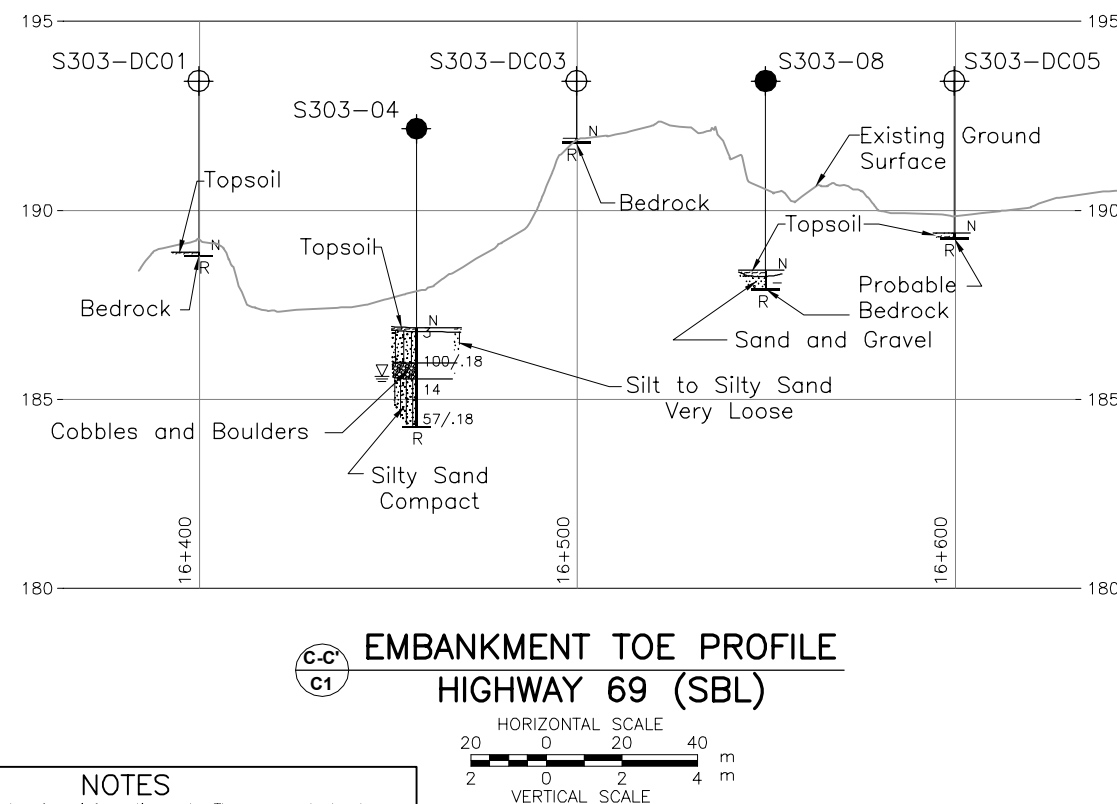 195
195
S303-DC01
S303-DC03
S303-08
S303-DC05
S303-04
Existing Ground
Surface
N
R
Topsoil
Bedrock
190
190
N
R
Topsoil
Topsoil
N
R
N
R
Probable
Bedrock
Bedrock
Bedrock
Sand and Gravel
N
3
100/.18
14
57/.18
R
Silt to Silty Sand
Very Loose
185
185
Cobbles and Boulders
Silty Sand
Compact
16+400
16+500
16+600
180
180
C-C'
C1
EMBANKMENT TOE PROFILE
HIGHWAY 69 (SBL)
HORIZONTAL SCALE
20 0 20 40 m
2 0 2 4 m
VERTICAL SCALE
NOTES